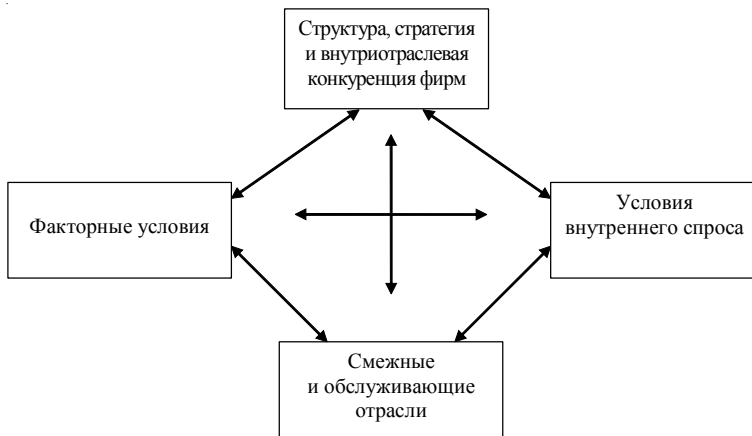 Структура, стратегия
и внутриотраслевая
конкуренция фирм
Факторные условия
Условия
внутреннего спроса
Смежные
и обслуживающие
отрасли